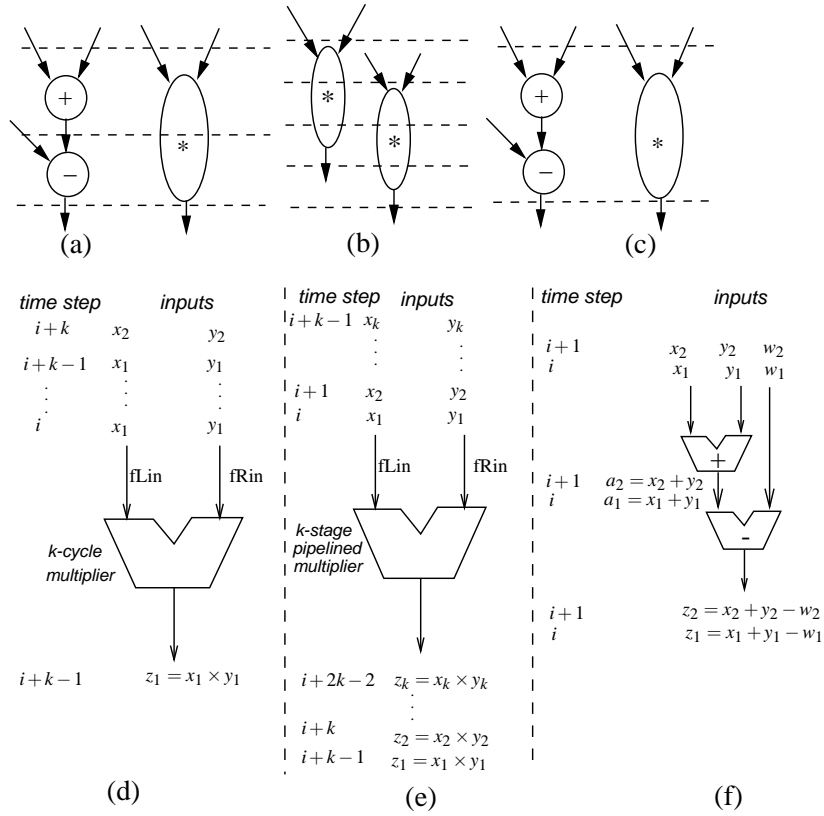 +
*
−
(a)
*
*
(b)
+
*
−
(c)
time step inputs
i+k x2 y2
i+k−1 x1 y1
i x1 y1
fLin fRin
k-cycle
multiplier
i+k−1 z1 = x1 × y1
(d)
time step inputs
i+k−1 xk yk
i+1 x2 y2
i x1 y1
fLin fRin
k-stage
pipelined
multiplier
i+2k−2 zk = xk × yk
i+k z2 = x2 × y2
i+k−1 z1 = x1 × y1
(e)
time step inputs
i+1 x2 y2 w2
i x1 y1 w1
+
i+1 a2 = x2 + y2
i a1 = x1 + y1
-
i+1 z2 = x2 + y2 − w2
i z1 = x1 + y1 − w1
(f)